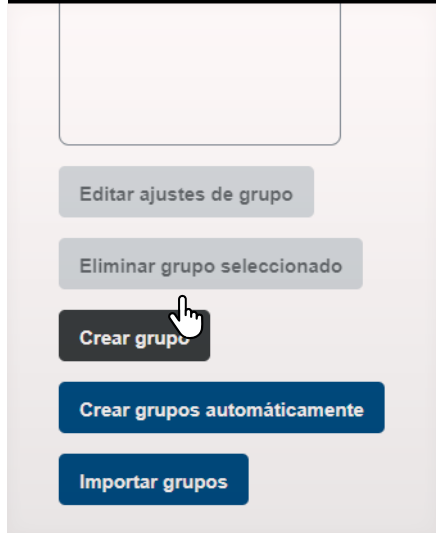 Editar ajustes de grupo
Eliminar grupo seleccionado
Crear grupo
Crear grupos automáticamente
Importar grupos